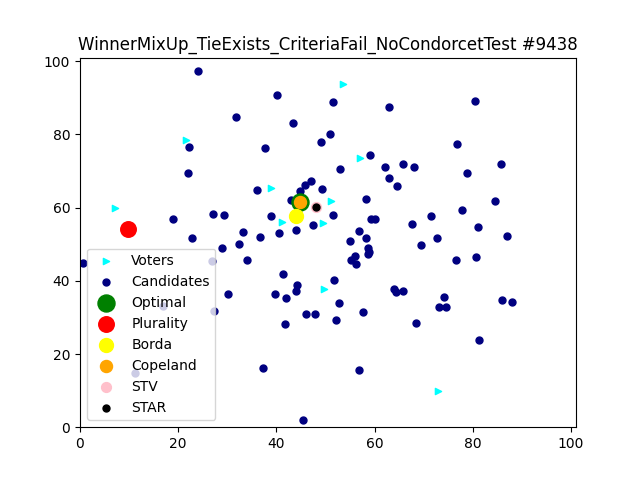 WinnerMixUp_TieExists_CriteriaFail_NoCondorcetTest #9438
100
80
60
40
20
0
Voters
Candidates
Optimal
Plurality
Borda
Copeland
STV
STAR
0 20 40 60 80 100